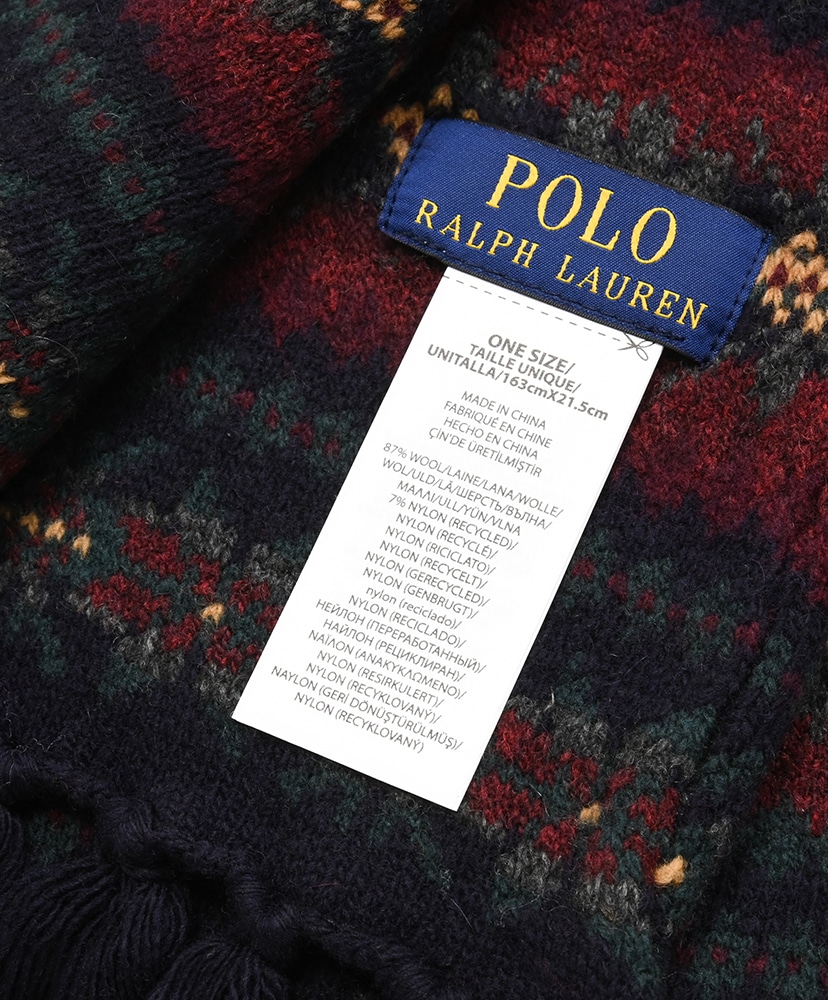 POLO
RALPH LAUREN
ONE SIZE/
TAILLE UNIQUE/
UNITALLA/163cmX21.5cm
MADE IN CHINA
FABRIQUÉ EN CHINE
HECHO EN CHINA
ÇİN'DE ÜRETİLMİŞTİR
87% WOOL/LAINE/LANA/WOLLE/
WOL/ULD/LÃ/ШЕРСТЬ/ВЪЛНА/
ΜΑΛΛΙ/ULL/YÜN/VLNA
7% NYLON (RECYCLED)/
NYLON (RECYCLÉ)/
NYLON (RICICLATO)/
NYLON (RECYCELT)/
NYLON (GERECYCLED)/
NYLON (GENBRUGT)/
nylon (reciclado)/
NYLON (RECICLADO)/
НЕЙЛОН (ПЕРЕРАБОТАННЫЙ)/
НАЙЛОН (РЕЦИКЛИРАН)/
ΝΑΪΛΟΝ (ΑΝΑΚΥΚΛΩΜΕΝΟ)/
NYLON (RESIRKULERT)/
NYLON (RECYKLOVANÝ)/
NAYLON (GERİ DÖNÜŞTÜRÜLMÜŞ)/
NYLON (RECYKLOVANÝ)